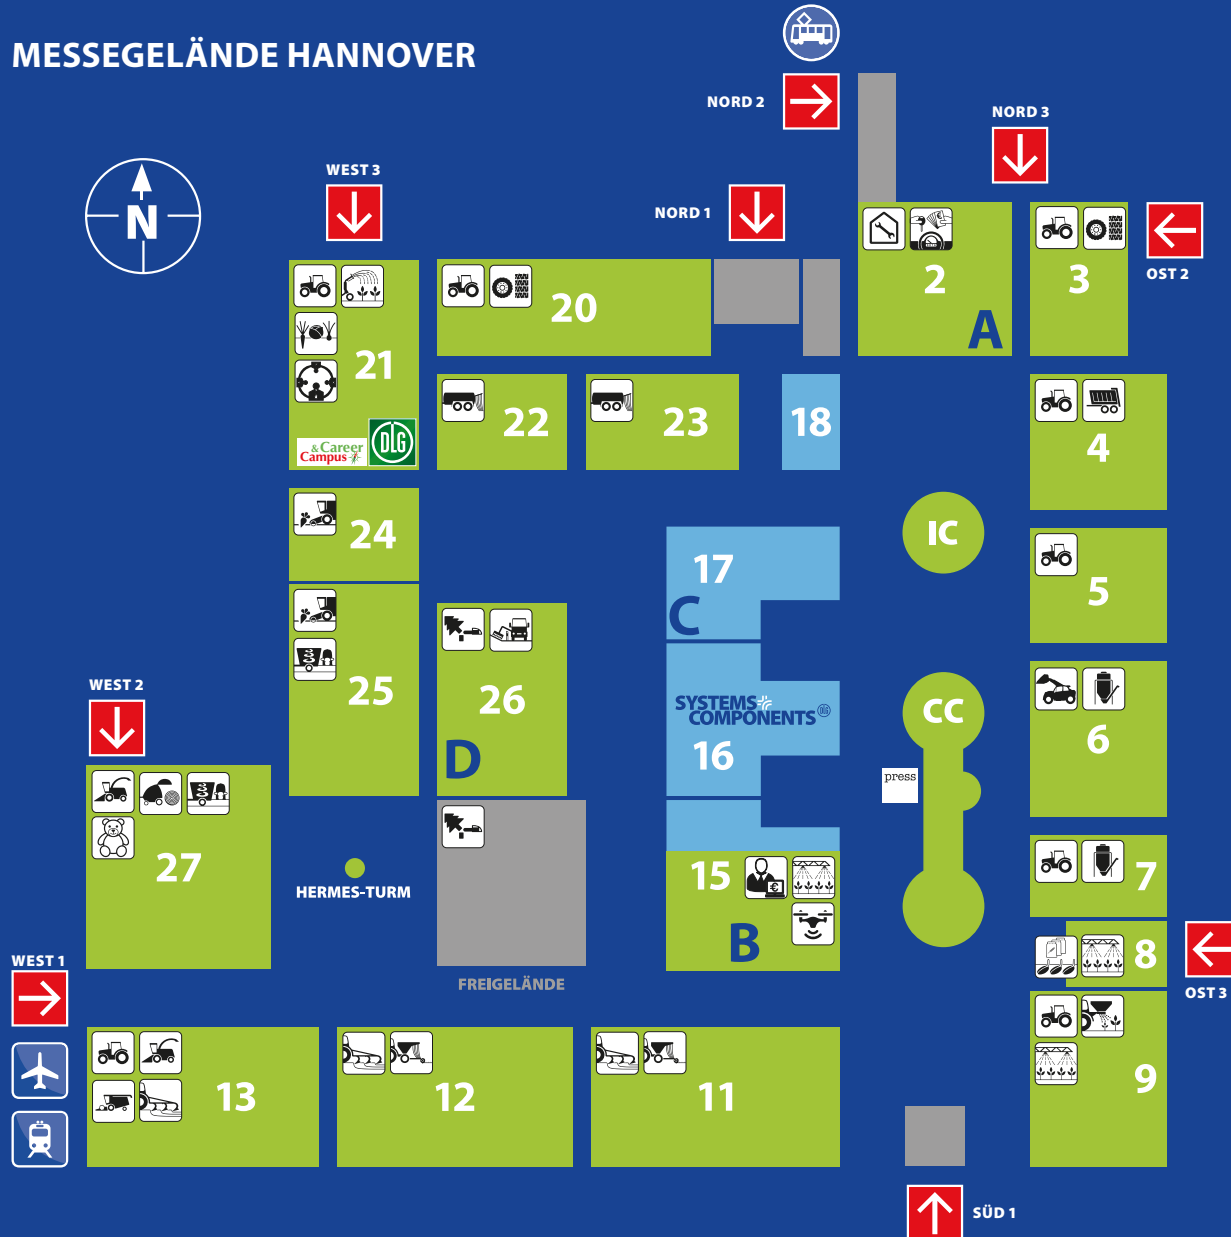 MESSEGELÄNDE HANNOVER
NORD 2
NORD 3
WEST 3
NORD 1
N
OST 2
2
A
3
20
21
& Career
Campus
DLG
22
23
18
4
24
IC
17
C
5
25
26
D
SYSTEMS
COMPONENTS
DLG
16
CC
6
WEST 2
press
27
HERMES-TURM
15
€
B
7
8
WEST 1
FREIGELÄNDE
OST 3
13
12
11
9
SÜD 1